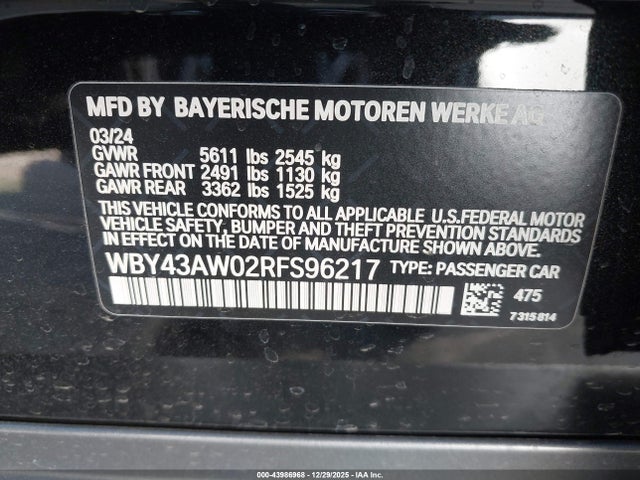 MFD BY BAYERISCHE MOTOREN WERKE AG
03/24
GVWR 5611 lbs 2545 kg
GAWR FRONT 2491 lbs 1130 kg
GAWR REAR 3362 lbs 1525 kg
THIS VEHICLE CONFORMS TO ALL APPLICABLE U.S.FEDERAL MOTOR
VEHICLE SAFETY, BUMPER AND THEFT PREVENTION STANDARDS
IN EFFECT ON THE DATE OF MANUFACTURE SHOWN ABOVE.
WBY43AW02RFS96217 TYPE: PASSENGER CAR
475
7315814
000-43986968 • 12/29/2025 • IAACT